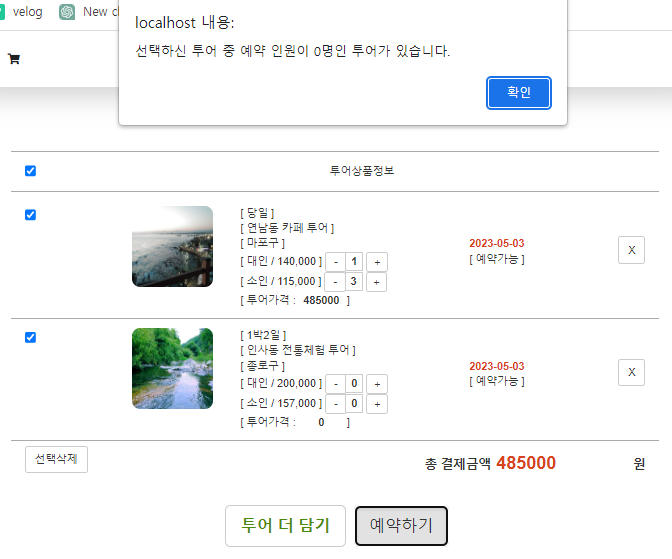 velog
New c
localhost 내용:
선택하신 투어 중 예약 인원이 0명인 투어가 있습니다.
확인
투어상품정보
[ 당일 ]
[ 연남동 카페 투어 ]
[ 마포구 ]
[ 대인 / 140,000 ] - 1 +
[ 소인 / 115,000 ] - 3 +
[ 투어가격 : 485000 ]
2023-05-03
[ 예약가능 ]
X
[ 1박2일 ]
[ 인사동 전통체험 투어 ]
[ 종로구 ]
[ 대인 / 200,000 ] - 0 +
[ 소인 / 157,000 ] - 0 +
[ 투어가격 : 0 ]
2023-05-03
[ 예약가능 ]
X
선택삭제
총 결제금액 485000 원
투어 더 담기
예약하기